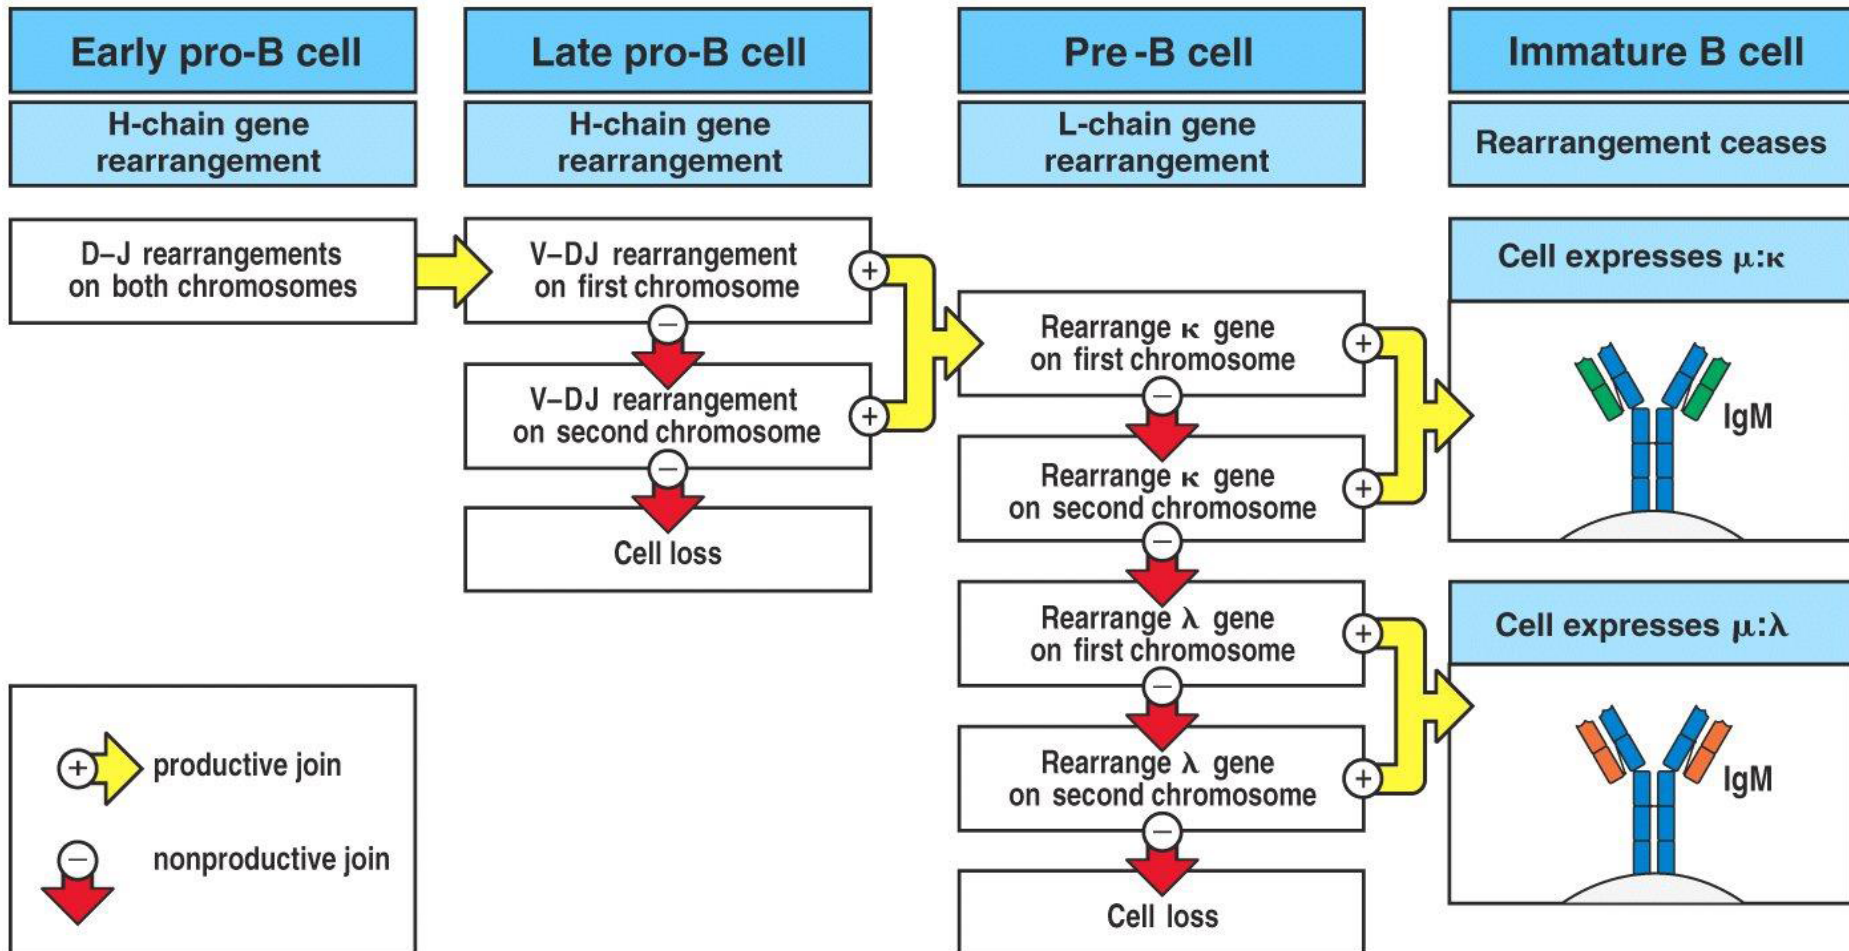 Early pro-B cell
H-chain gene
rearrangement
D–J rearrangements
on both chromosomes
Late pro-B cell
H-chain gene
rearrangement
V–DJ rearrangement
on first chromosome
+
−
V–DJ rearrangement
on second chromosome
+
−
Cell loss
Pre -B cell
L-chain gene
rearrangement
Rearrange κ gene
on first chromosome
+
−
Rearrange κ gene
on second chromosome
+
−
Rearrange λ gene
on first chromosome
+
−
Rearrange λ gene
on second chromosome
+
−
Cell loss
Immature B cell
Rearrangement ceases
Cell expresses μ:κ
IgM
Cell expresses μ:λ
IgM
+ productive join
− nonproductive join